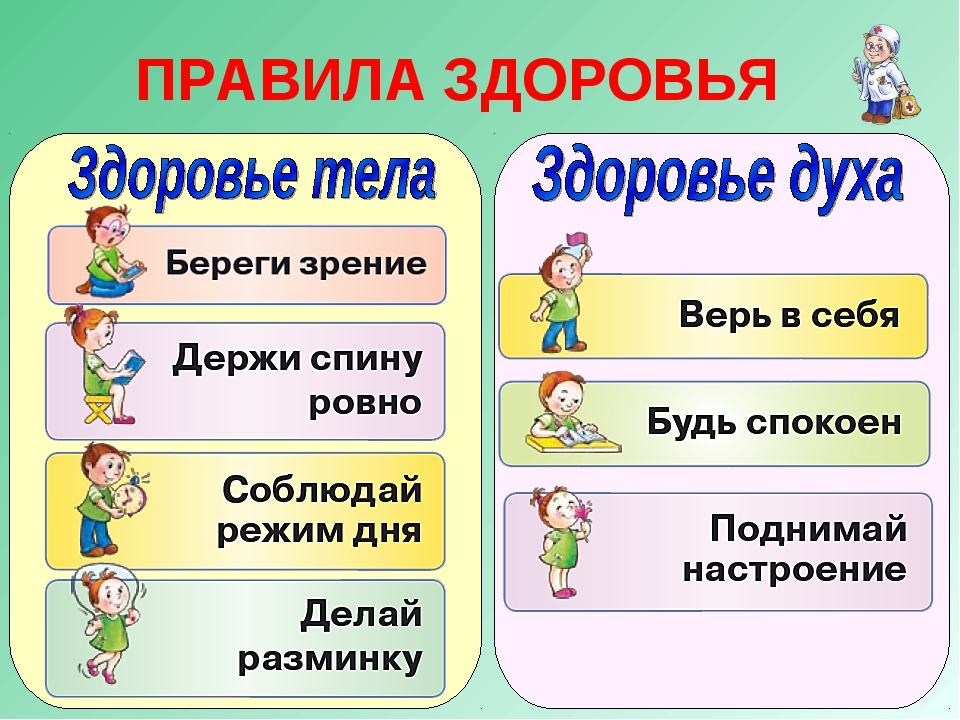 ПРАВИЛА ЗДОРОВЬЯ
Здоровье тела
Береги зрение
Держи спину
ровно
Соблюдай
режим дня
Делай
разминку
Здоровье духа
Верь в себя
Будь спокоен
Поднимай
настроение